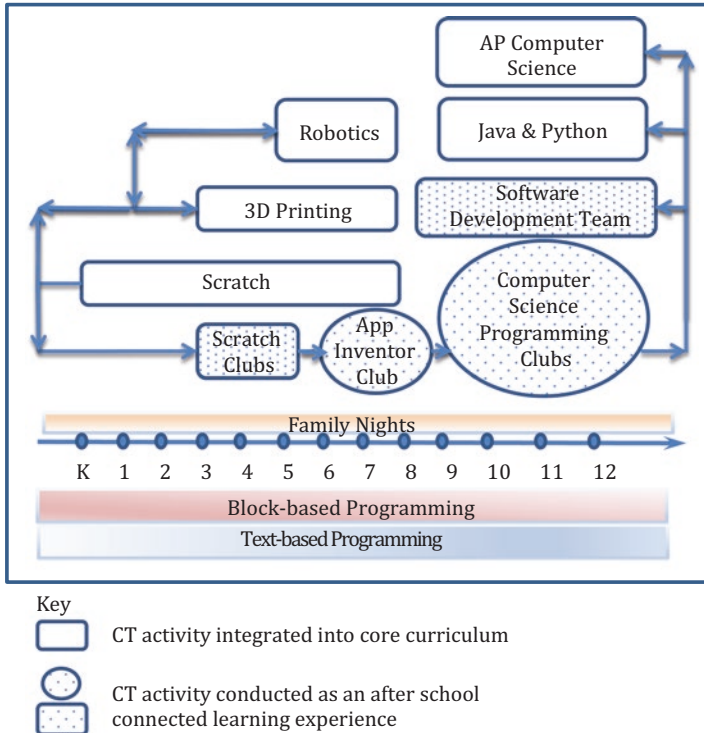 AP Computer
Science
Robotics
Java & Python
3D Printing
Software
Development Team
Scratch
Computer
Science
Programming
Clubs
Scratch
Clubs
App
Inventor
Club
Family Nights
K 1 2 3 4 5 6 7 8 9 10 11 12
Block-based Programming
Text-based Programming
Key
CT activity integrated into core curriculum
CT activity conducted as an after school
connected learning experience